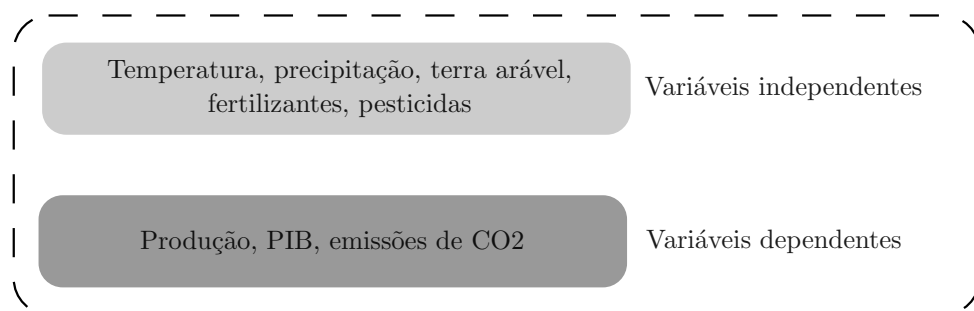 Temperatura, precipitação, terra arável,
fertilizantes, pesticidas
Variáveis independentes
Produção, PIB, emissões de CO2
Variáveis dependentes